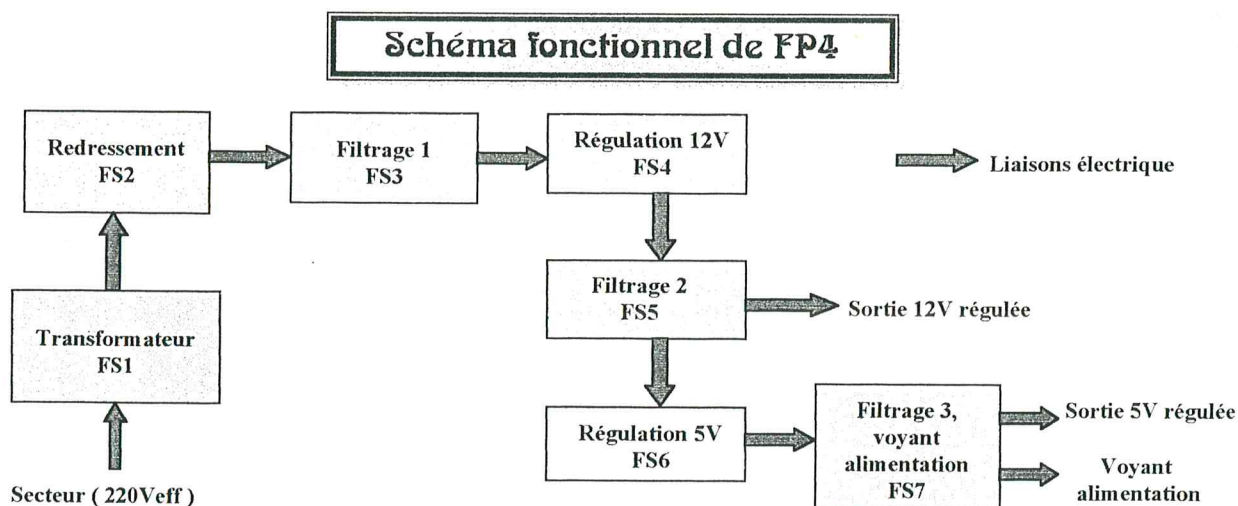 Schéma fonctionnel de FP4
Redressement
FS2
Filtrage 1
FS3
Régulation 12V
FS4
Liaisons électrique
Transformateur
FS1
Filtrage 2
FS5
Sortie 12V régulée
Régulation 5V
FS6
Filtrage 3,
voyant
alimentation
FS7
Sortie 5V régulée
Voyant
alimentation
Secteur ( 220Veff )